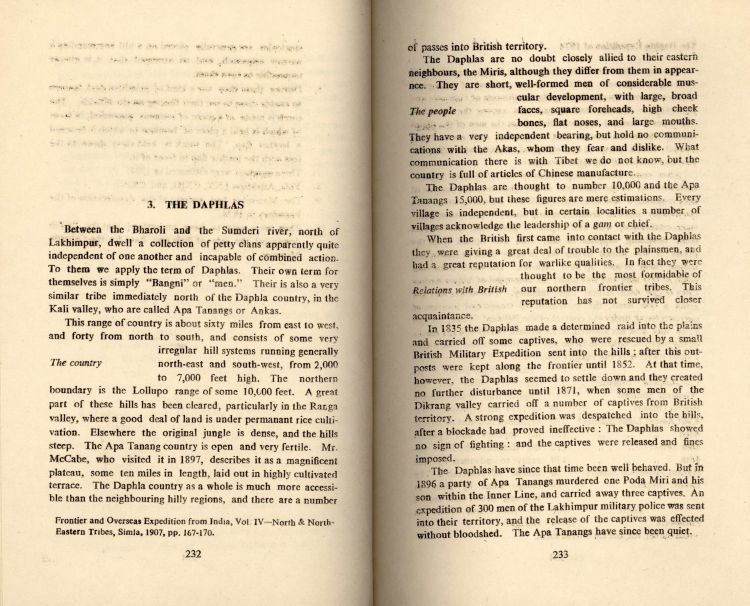 3. THE DAPHLAS
Between the Bharoli and the Sumderi river, north of
Lakhimpur, dwell a collection of petty clans apparently quite
independent of one another and incapable of combined action.
To them we apply the term of Daphlas. Their own term for
themselves is simply "Bangni" or "men." Their is also a very
similar tribe immediately north of the Daphla country, in the
Kali valley, who are called Apa Tanangs or Ankas.
This range of country is about sixty miles from east to west,
and forty from north to south, and consists of some very
irregular hill systems running generally
The country
north-east and south-west, from 2,000
to 7,000 feet high. The northern
boundary is the Lollupo range of some 10,000 feet. A great
part of these hills has been cleared, particularly in the Ranga
valley, where a good deal of land is under permanant rice culti-
vation. Elsewhere the original jungle is dense, and the hills
steep. The Apa Tanang country is open and very fertile. Mr.
McCabe, who visited it in 1897, describes it as a magnificent
plateau, some ten miles in length, laid out in highly cultivated
terrace. The Daphla country as a whole is much more accessi-
ble than the neighbouring hilly regions, and there are a number
Frontier and Overseas Expedition from India, Vol. IV—North & North-
Eastern Tribes, Simla, 1907, pp. 167-170.
232
of passes into British territory.
The Daphlas are no doubt closely allied to their eastern
neighbours, the Miris, although they differ from them in appear-
nce. They are short, well-formed men of considerable mus-
cular development, with large, broad
The people
faces, square foreheads, high cheek
bones, flat noses, and large mouths.
They have a very independent bearing, but hold no communi-
cations with the Akas, whom they fear and dislike. What
communication there is with Tibet we do not know, but the
country is full of articles of Chinese manufacture.
The Daphlas are thought to number 10,000 and the Apa
Tanangs 15,000, but these figures are mere estimations. Every
village is independent, but in certain localities a number of
villages acknowledge the leadership of a gam or chief.
When the British first came into contact with the Daphlas
they were giving a great deal of trouble to the plainsmen, and
had a great reputation for warlike qualities. In fact they were
thought to be the most formidable of
Relations with British
our northern frontier tribes. This
reputation has not survived closer
acquaintance.
In 1835 the Daphlas made a determined raid into the plains
and carried off some captives, who were rescued by a small
British Military Expedition sent into the hills ; after this out-
posts were kept along the frontier until 1852. At that time,
however, the Daphlas seemed to settle down and they created
no further disturbance until 1871, when some men of the
Dikrang valley carried off a number of captives from British
territory. A strong expedition was despatched into the hills,
after a blockade had proved ineffective : The Daphlas showed
no sign of fighting : and the captives were released and fines
imposed.
The Daphlas have since that time been well behaved. But in
1896 a party of Apa Tanangs murdered one Poda Miri and his
son within the Inner Line, and carried away three captives. An
expedition of 300 men of the Lakhimpur military police was sent
into their territory, and the release of the captives was effected
without bloodshed. The Apa Tanangs have since been quiet.
233